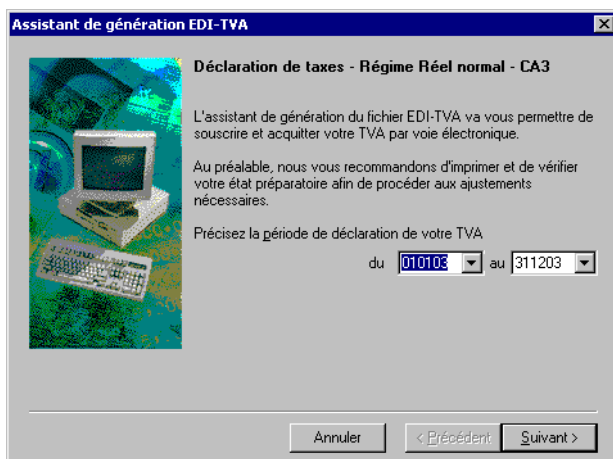 Assistant de génération EDI-TVA
Déclaration de taxes - Régime Réel normal - CA3
L'assistant de génération du fichier EDI-TVA va vous permettre de
souscrire et acquitter votre TVA par voie électronique.
Au préalable, nous vous recommandons d'imprimer et de vérifier
votre état préparatoire afin de procéder aux ajustements
nécessaires.
Précisez la période de déclaration de votre TVA
du 010103 au 311203
Annuler < Précédent Suivant >